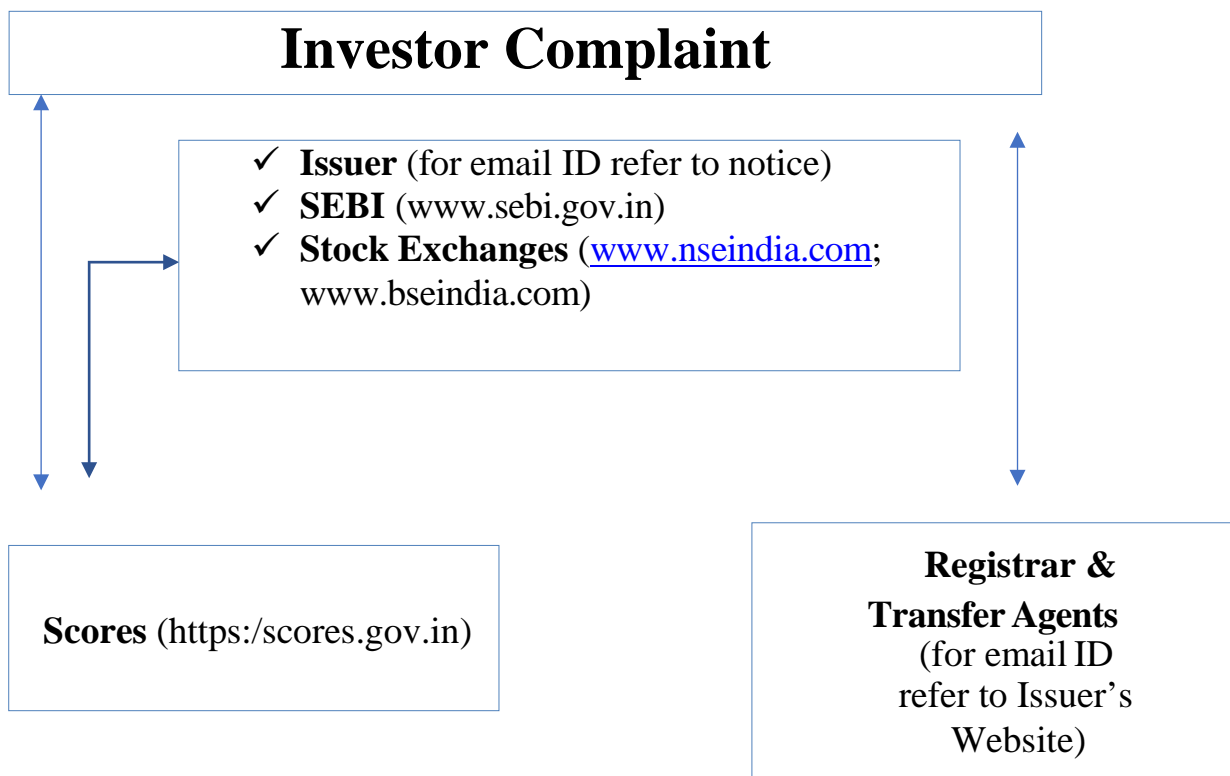 Investor Complaint
✓ Issuer (for email ID refer to notice)
✓ SEBI (www.sebi.gov.in)
✓ Stock Exchanges (www.nseindia.com;
www.bseindia.com)
Scores (https:/scores.gov.in)
Registrar &
Transfer Agents
(for email ID
refer to Issuer’s
Website)